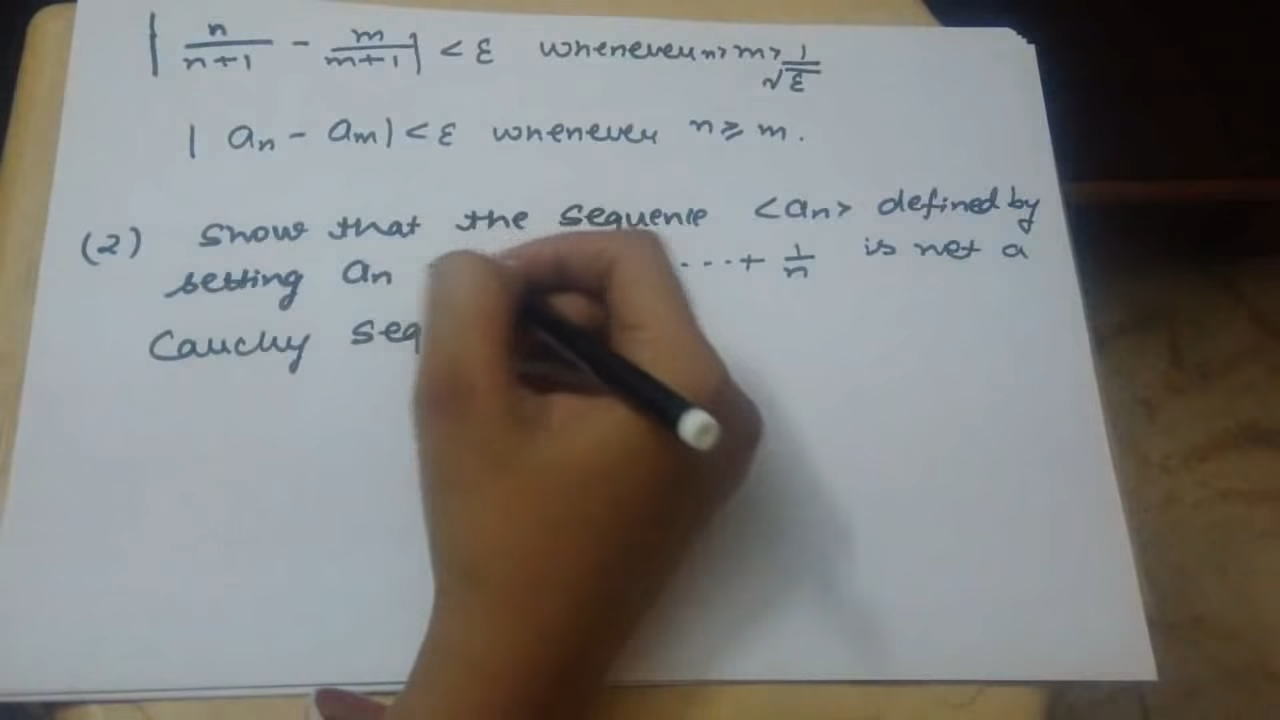 | n/n+1 - m/m+1 | < ε whenever n > m > 1/√ε
| an - am | < ε whenever n ≥ m.
(2) Show that the sequence <an> defined by
setting an ...+ 1/n is not a
Cauchy seq